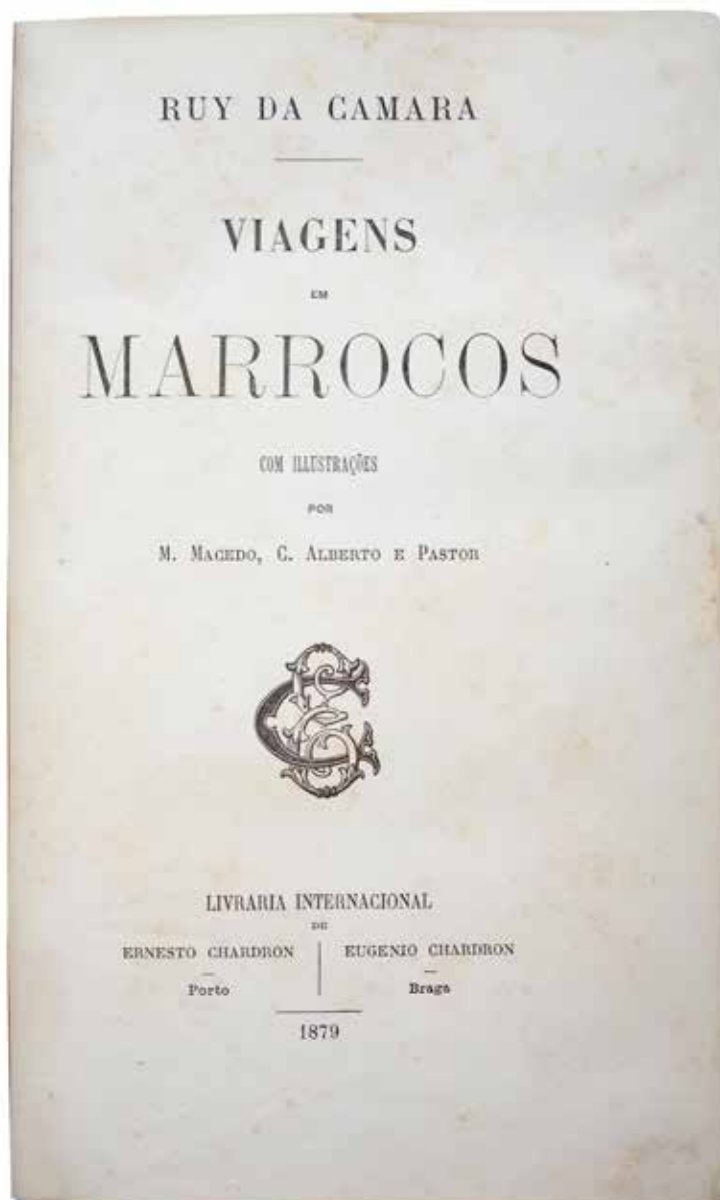 RUY DA CAMARA
VIAGENS
EM
MARROCOS
COM ILLUSTRAÇÕES
POR
M. MACEDO, C. ALBERTO E PASTOR
LIVRARIA INTERNACIONAL
DE
ERNESTO CHARDRON
Porto
EUGENIO CHARDRON
Braga
1879